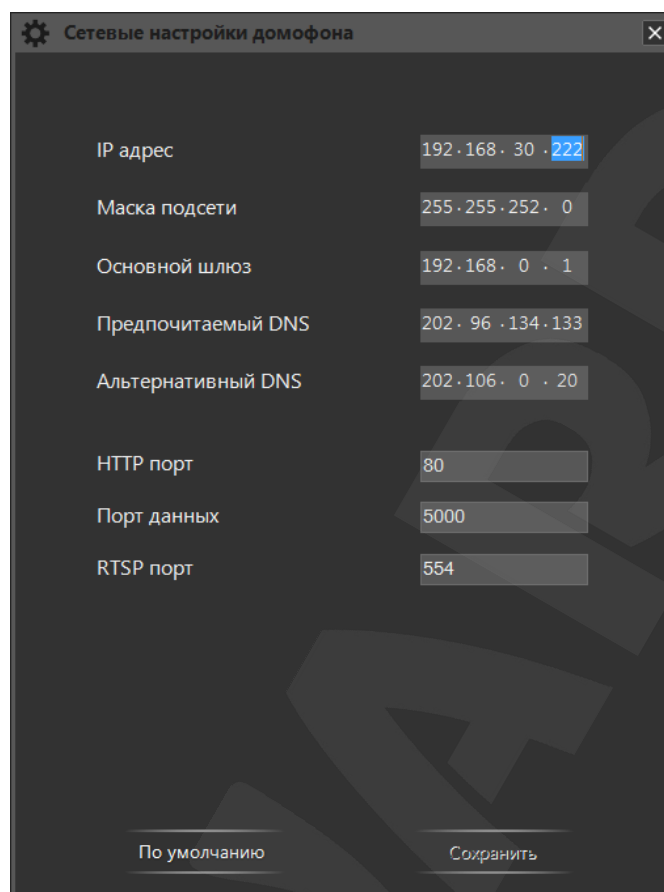 Сетевые настройки домофона
IP адрес 192.168.30.222
Маска подсети 255.255.252.0
Основной шлюз 192.168.0.1
Предпочитаемый DNS 202.96.134.133
Альтернативный DNS 202.106.0.20
HTTP порт 80
Порт данных 5000
RTSP порт 554
По умолчанию Сохранить